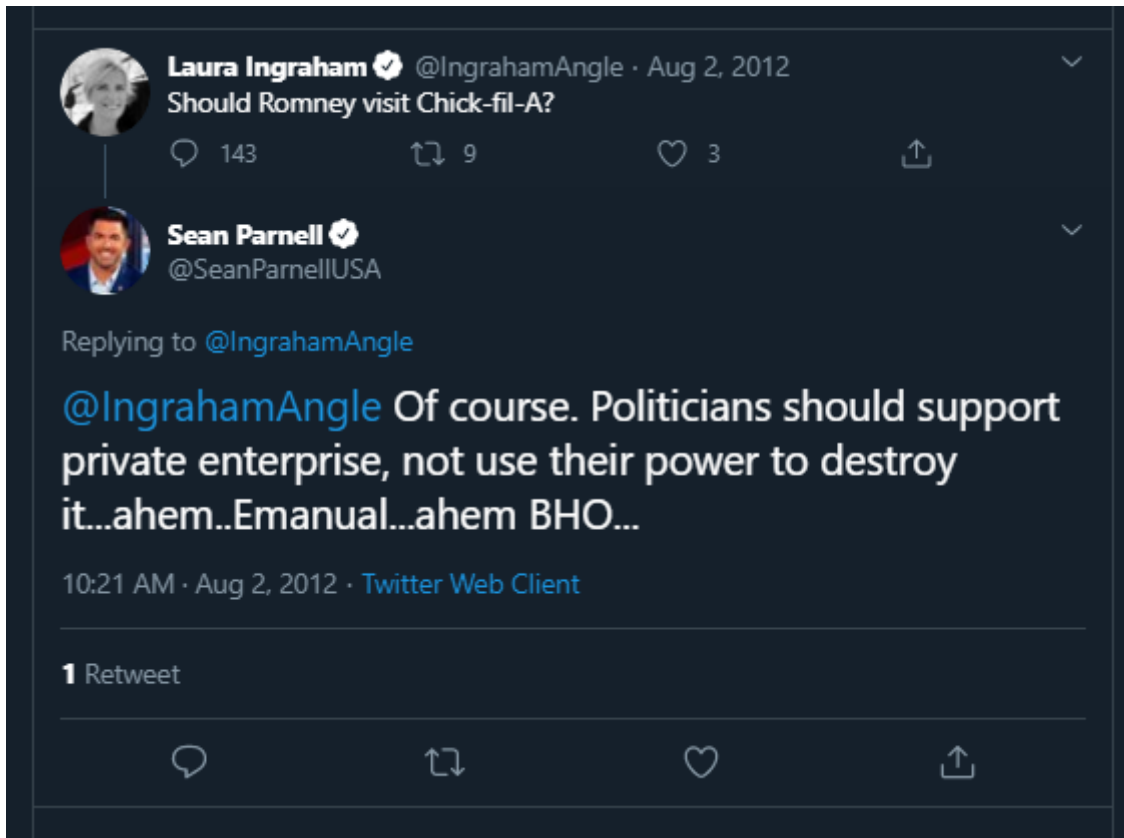 Laura Ingraham @IngrahamAngle · Aug 2, 2012
Should Romney visit Chick-fil-A?
143 9 3
Sean Parnell
@SeanParnellUSA
Replying to @IngrahamAngle
@IngrahamAngle Of course. Politicians should support
private enterprise, not use their power to destroy
it...ahem..Emanual...ahem BHO...
10:21 AM · Aug 2, 2012 · Twitter Web Client
1 Retweet